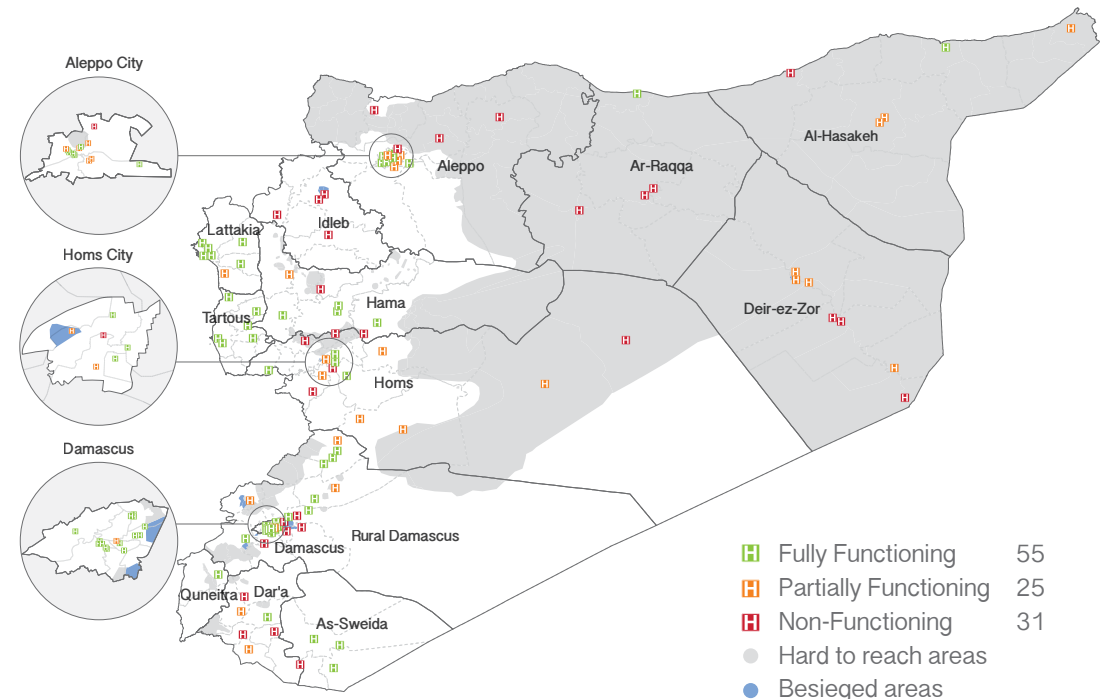 Aleppo City
Al-Hasakeh
Aleppo
Ar-Raqqa
Idleb
Lattakia
Homs City
Hama
Deir-ez-Zor
Tartous
Homs
Damascus
Rural Damascus
Damascus
Quneitra
Dar'a
As-Sweida
H Fully Functioning 55
H Partially Functioning 25
H Non-Functioning 31
Hard to reach areas
Besieged areas